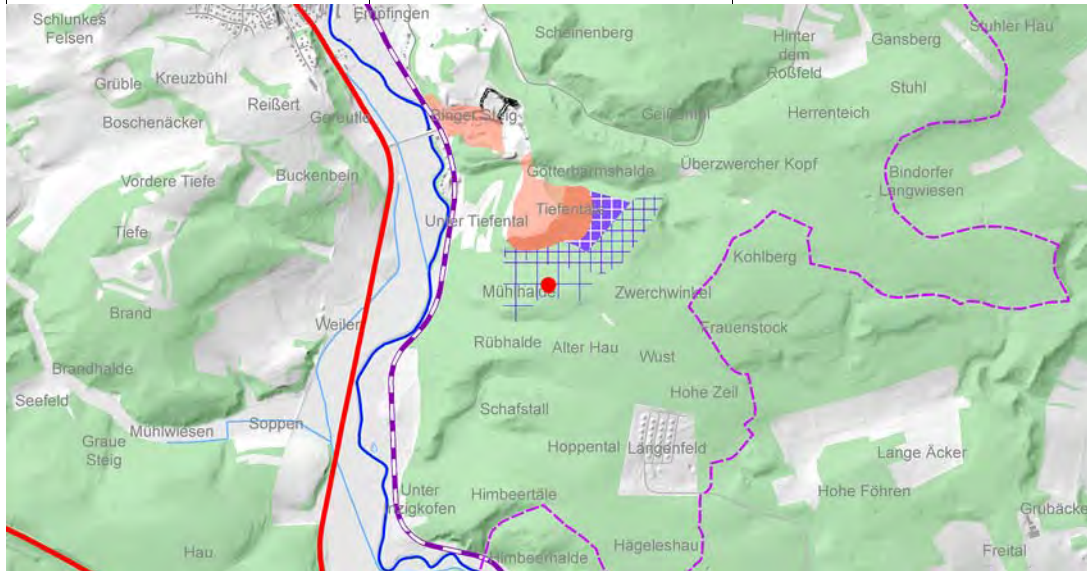 Schlunkes
Felsen
Empfingen
Scheinenberg
Hinter
dem
Roßfeld
Gansberg
Stuhler Hau
Grüble
Kreuzbühl
Reißert
Stuhl
Boschenäcker
Binger Steig
Herrenteich
Götterbarmshalde
Überzwercher Kopf
Vordere Tiefe
Buckenbein
Bindorfer
Langwiesen
Tiefe
Unter Tiefental
Kohlberg
Brand
Mühlhalde
Zwerchwinkel
Weiler
Frauenstock
Rübhalde
Alter Hau
Wust
Brandhalde
Hohe Zeil
Seefeld
Schafstall
Mühlwiesen
Soppen
Graue
Steig
Hoppental
Langenfeld
Lange Äcker
Unter
Himbeertäle
Hohe Föhren
Hau
Hägeleshau
Himbeerhalde
Freital